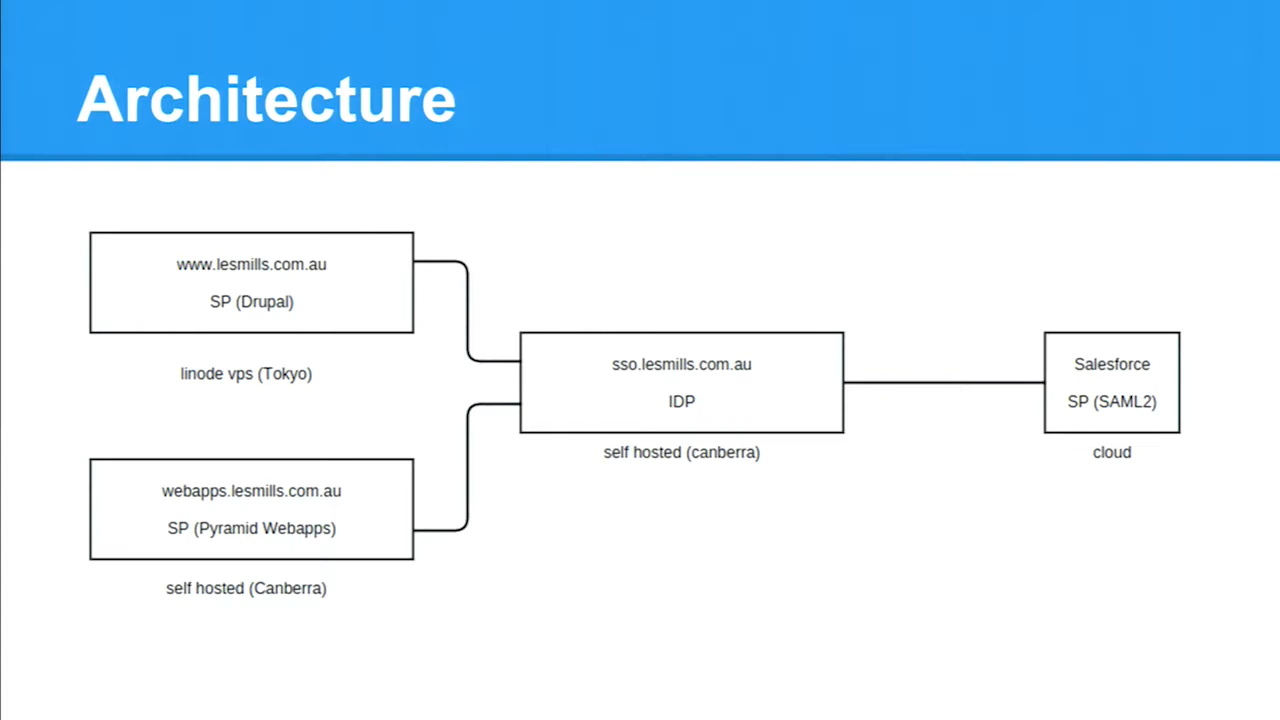 Architecture
www.lesmills.com.au
SP (Drupal)
linode vps (Tokyo)
webapps.lesmills.com.au
SP (Pyramid Webapps)
self hosted (Canberra)
sso.lesmills.com.au
IDP
self hosted (canberra)
Salesforce
SP (SAML2)
cloud